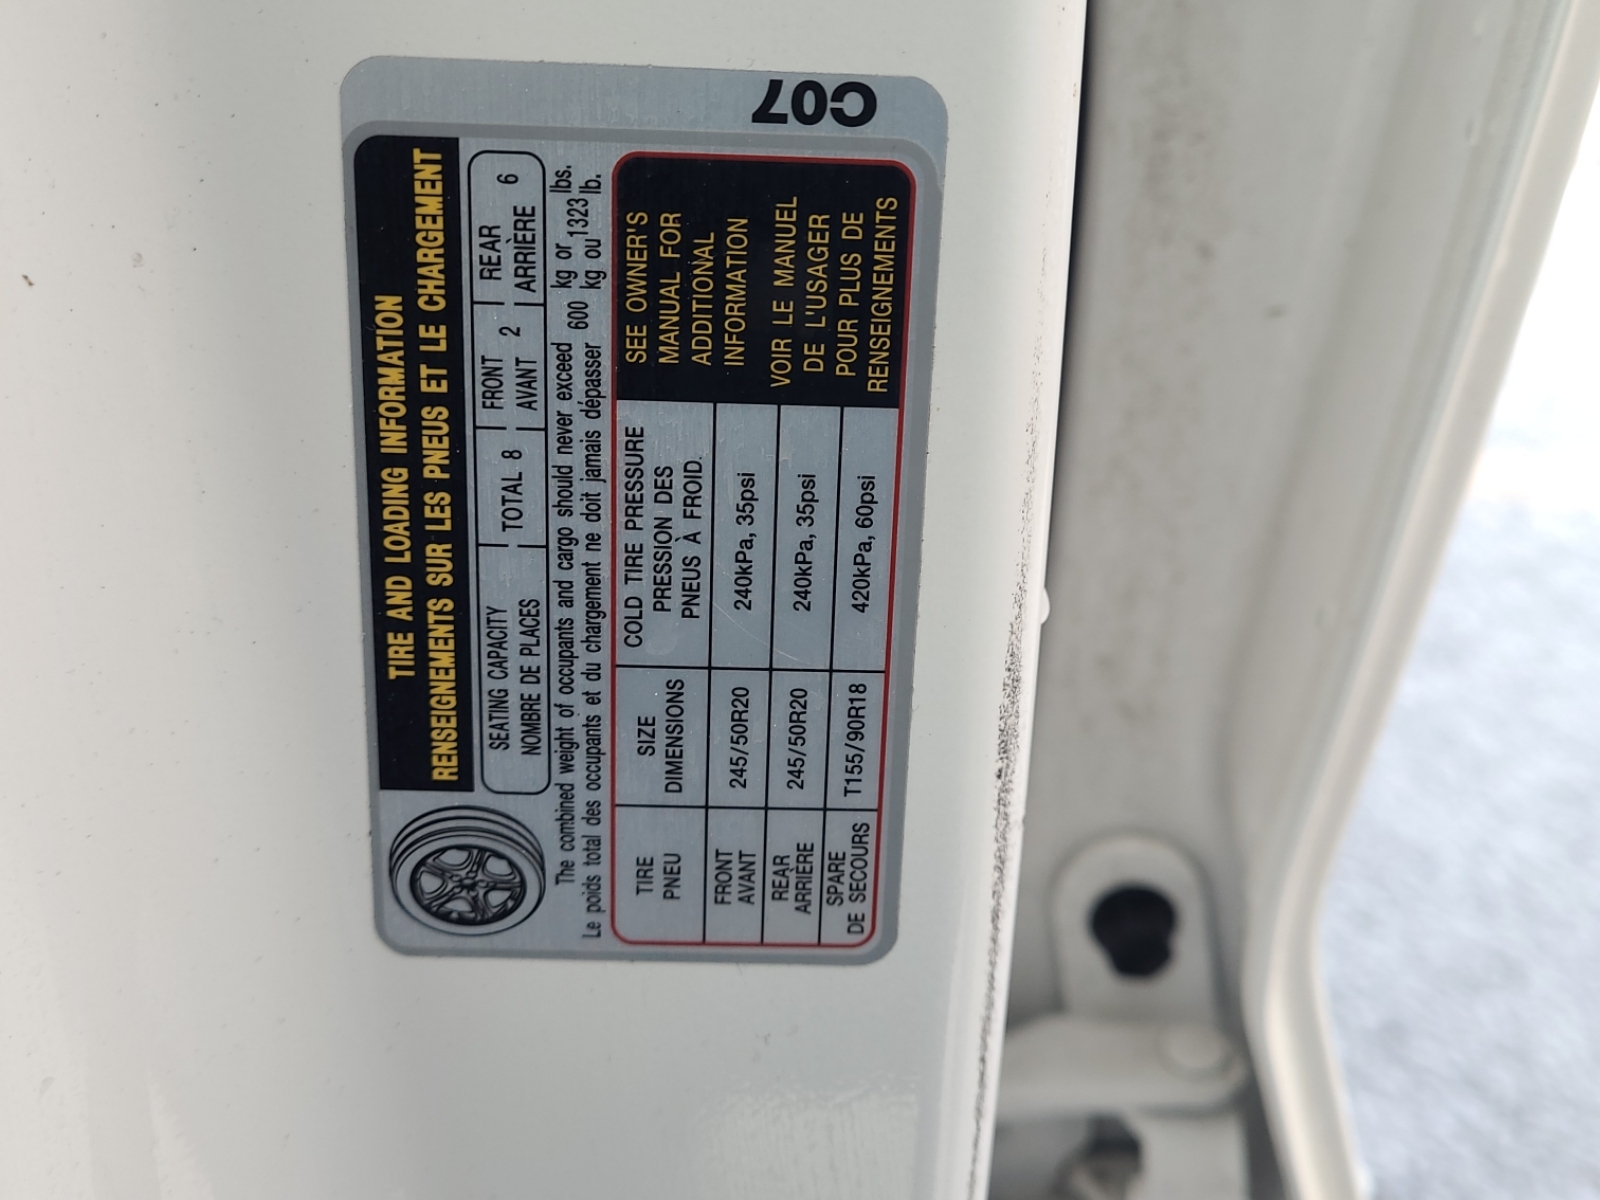 C07
TIRE AND LOADING INFORMATION
RENSEIGNEMENTS SUR LES PNEUS ET LE CHARGEMENT
SEATING CAPACITY TOTAL 8 FRONT 2 REAR 6
NOMBRE DE PLACES AVANT ARRIÈRE
The combined weight of occupants and cargo should never exceed 600 kg or 1323 lbs.
Le poids total des occupants et du chargement ne doit jamais dépasser kg ou lb.
TIRE
PNEU
SIZE
DIMENSIONS
COLD TIRE PRESSURE
PRESSION DES
PNEUS À FROID
FRONT
AVANT
245/50R20
240kPa, 35psi
REAR
ARRIÈRE
245/50R20
240kPa, 35psi
SPARE
DE SECOURS
T155/90R18
420kPa, 60psi
SEE OWNER'S
MANUAL FOR
ADDITIONAL
INFORMATION
VOIR LE MANUEL
DE L'USAGER
POUR PLUS DE
RENSEIGNEMENTS